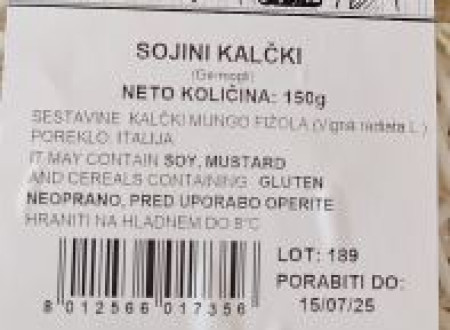 SOJINI KALČKI
(Germogli)
NETO KOLIČINA: 150g
SESTAVINE KALČKI MUNGO FIŽOLA (Vigna radiata L.)
POREKLO: ITALIJA
IT MAY CONTAIN SOY, MUSTARD
AND CEREALS CONTAINING GLUTEN
NEOPRANO, PRED UPORABO OPERITE
HRANITI NA HLADNEM DO 8°C
LOT: 189
PORABITI DO:
15/07/25
8 012566 017356